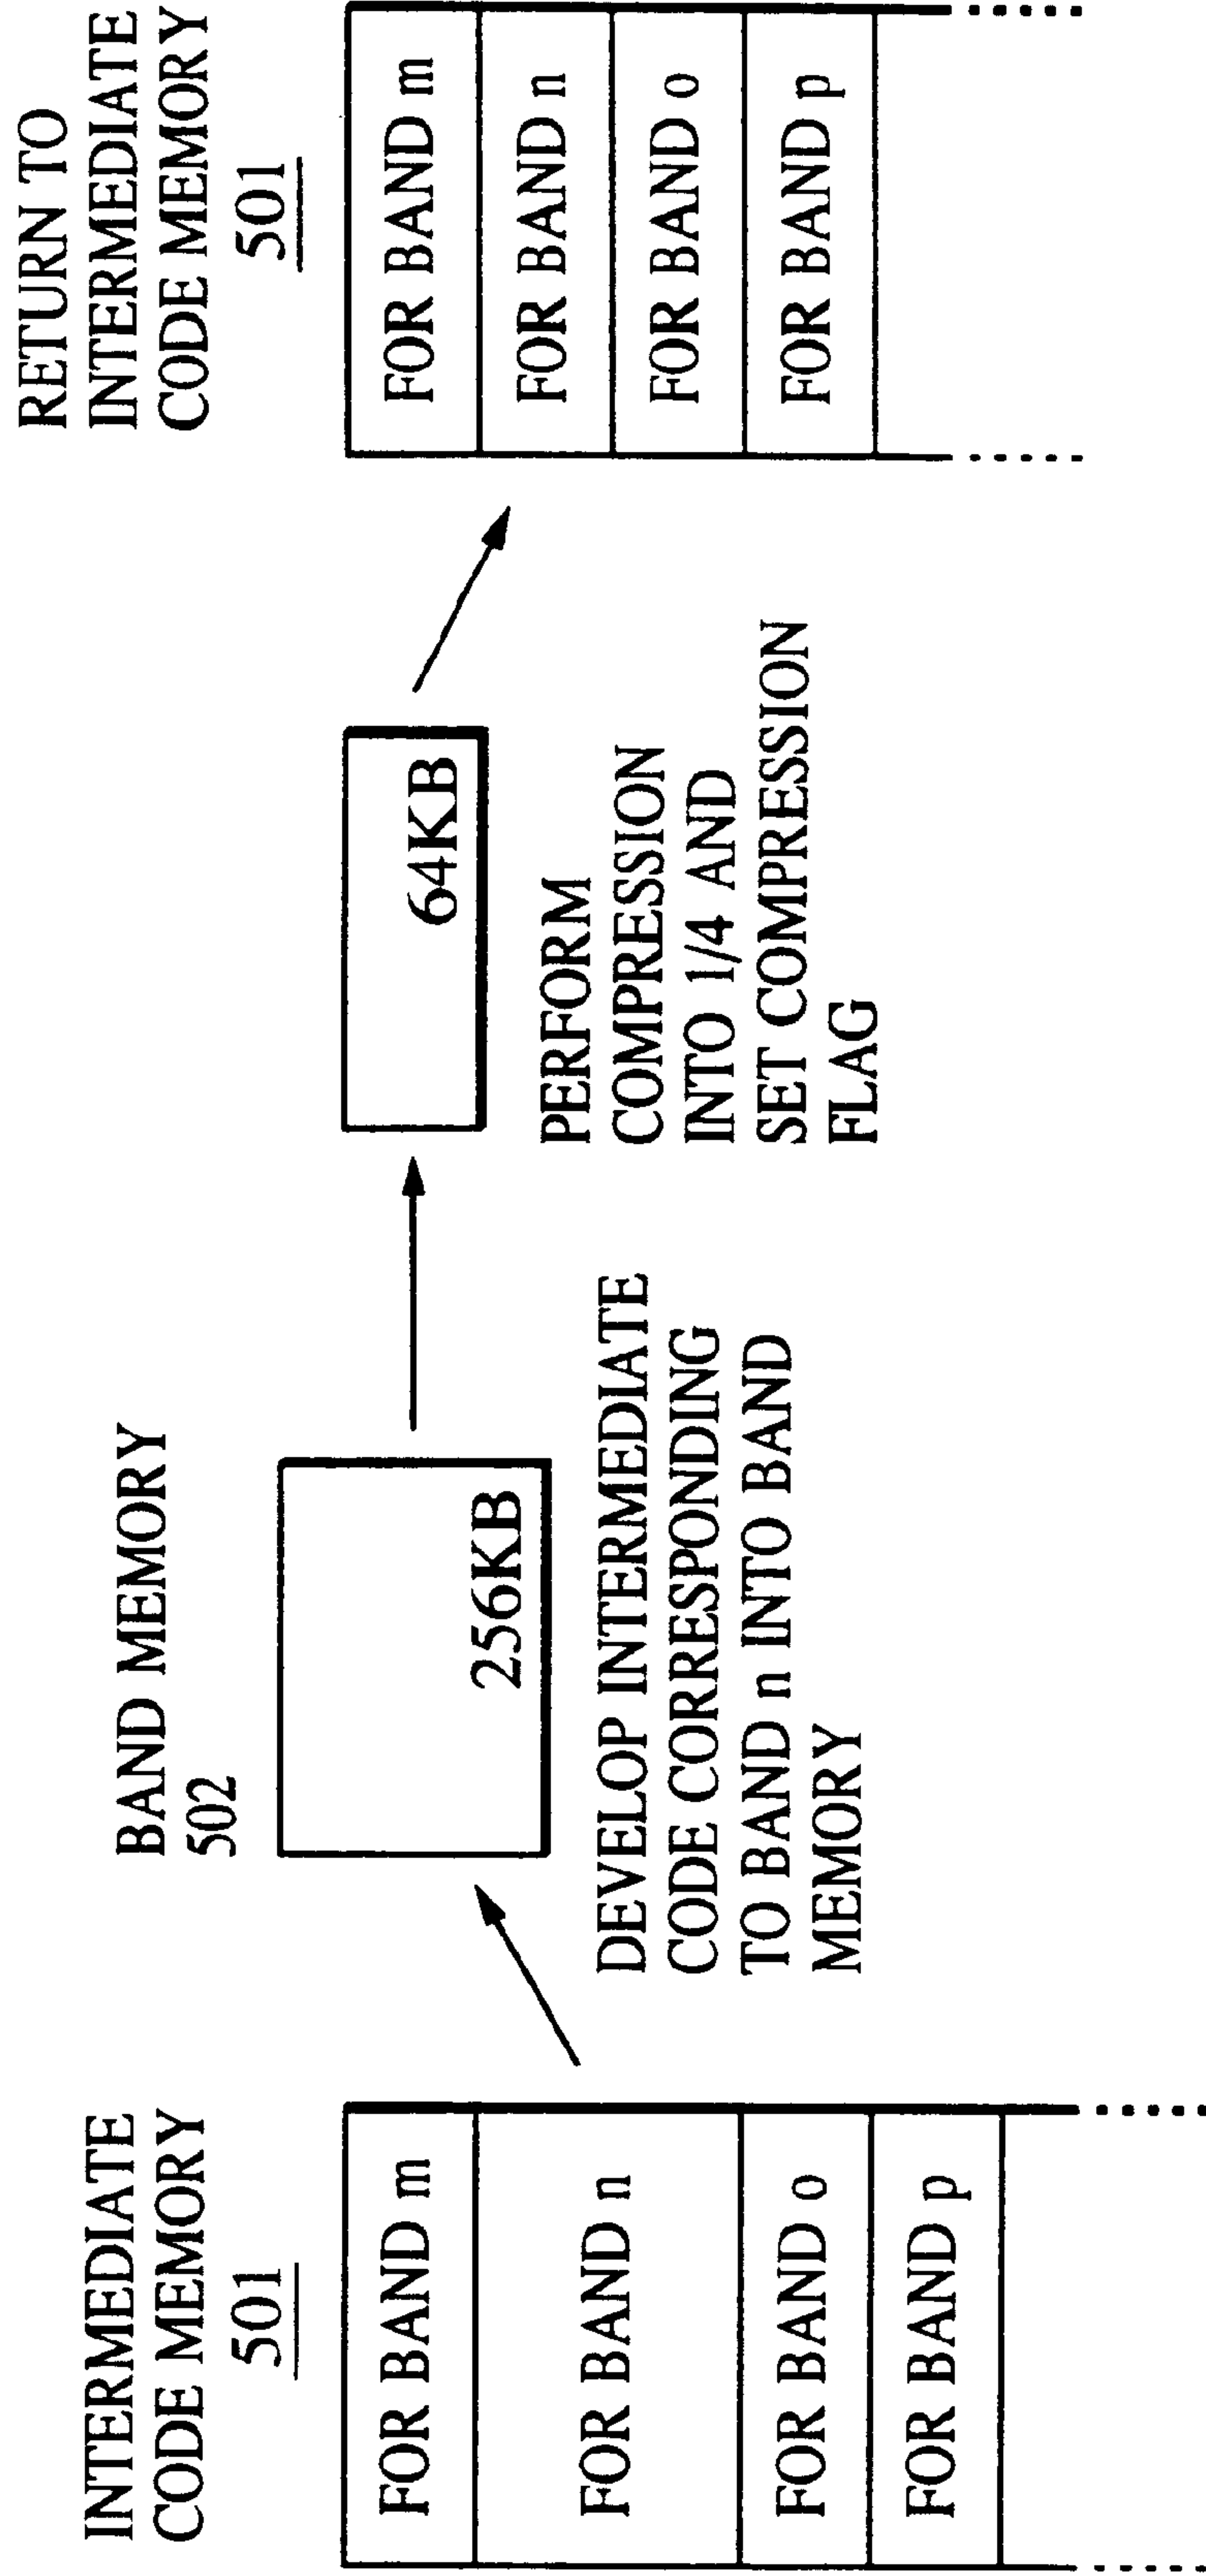 INTERMEDIATE
CODE MEMORY
501
FOR BAND m
FOR BAND n
FOR BAND o
FOR BAND p
BAND MEMORY
502
256KB
DEVELOP INTERMEDIATE
CODE CORRESPONDING
TO BAND n INTO BAND
MEMORY
64KB
PERFORM
COMPRESSION
INTO 1/4 AND
SET COMPRESSION
FLAG
RETURN TO
INTERMEDIATE
CODE MEMORY
501
FOR BAND m
FOR BAND n
FOR BAND o
FOR BAND p